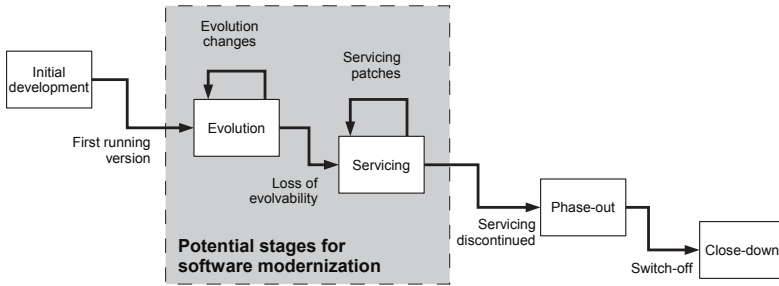 Evolution
changes
Servicing
patches
Initial
development
Evolution
First running
version
Servicing
Loss of
evolvability
Phase-out
Servicing
discontinued
Potential stages for
software modernization
Close-down
Switch-off